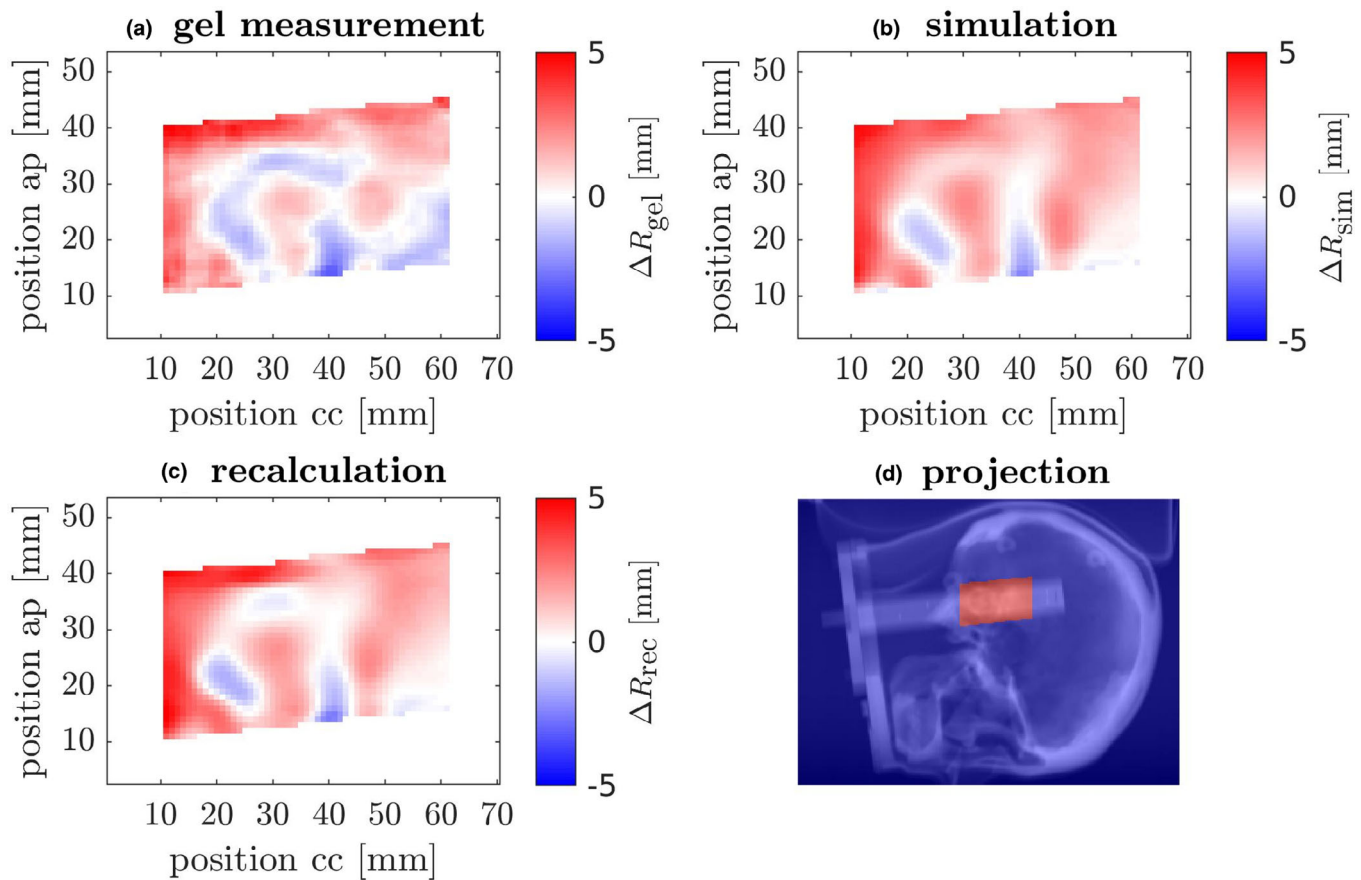 (a) gel measurement
50
40
30
20
10
position ap [mm]
10 20 30 40 50 60 70
position cc [mm]
5
0
-5
ΔR_gel [mm]
(b) simulation
50
40
30
20
10
position ap [mm]
10 20 30 40 50 60 70
position cc [mm]
5
0
-5
ΔR_sim [mm]
(c) recalculation
50
40
30
20
10
position ap [mm]
10 20 30 40 50 60 70
position cc [mm]
5
0
-5
ΔR_rec [mm]
(d) projection